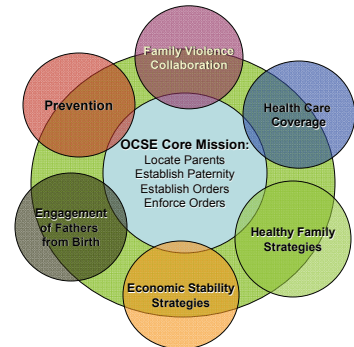 Family Violence
Collaboration
Prevention
Health Care
Coverage
OCSE Core Mission:
Locate Parents
Establish Paternity
Establish Orders
Enforce Orders
Engagement
of Fathers
from Birth
Healthy Family
Strategies
Economic Stability
Strategies